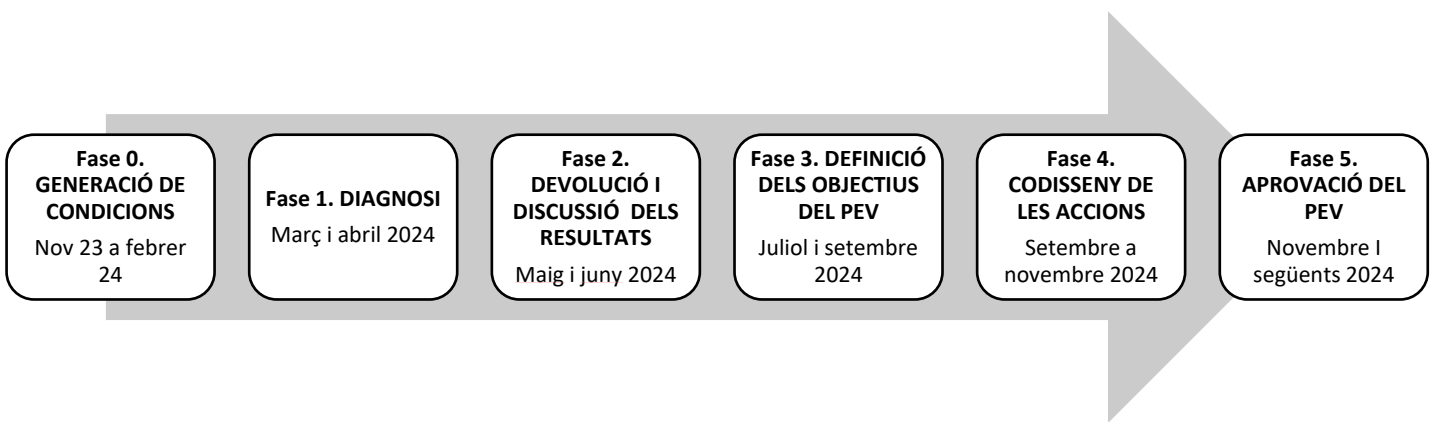 Fase 0.
GENERACIÓ DE
CONDICIONS
Nov 23 a febrer
24
Fase 1. DIAGNOSI
Març i abril 2024
Fase 2.
DEVOLUCIÓ I
DISCUSSIÓ  DELS
RESULTATS
Maig i juny 2024
Fase 3. DEFINICIÓ
DELS OBJECTIUS
DEL PEV
Juliol i setembre
2024
Fase 4.
CODISSENY DE
LES ACCIONS
Setembre a
novembre 2024
Fase 5.
APROVACIÓ DEL
PEV
Novembre I
següents 2024